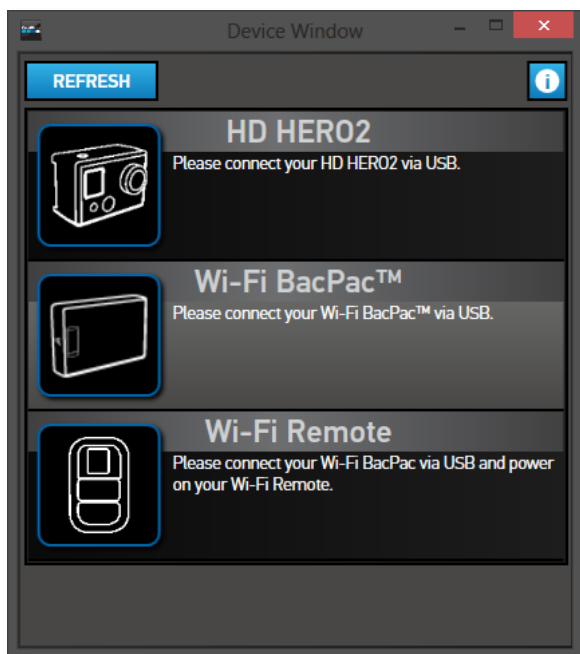 Device Window
REFRESH
i
HD HERO2
Please connect your HD HERO2 via USB.
Wi-Fi BacPac™
Please connect your Wi-Fi BacPac™ via USB.
Wi-Fi Remote
Please connect your Wi-Fi BacPac via USB and power
on your Wi-Fi Remote.